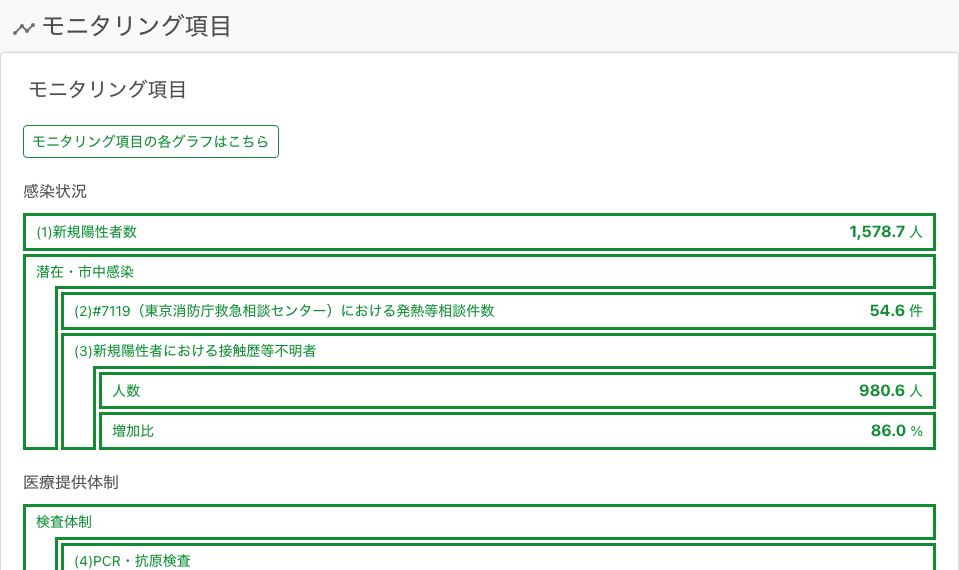 モニタリング項目
モニタリング項目
モニタリング項目の各グラフはこちら
感染状況
(1)新規陽性者数 1,578.7 人
潜在・市中感染
(2)#7119（東京消防庁救急相談センター）における発熱等相談件数 54.6 件
(3)新規陽性者における接触歴等不明者
人数 980.6 人
増加比 86.0 %
医療提供体制
検査体制
(4)PCR・抗原検査